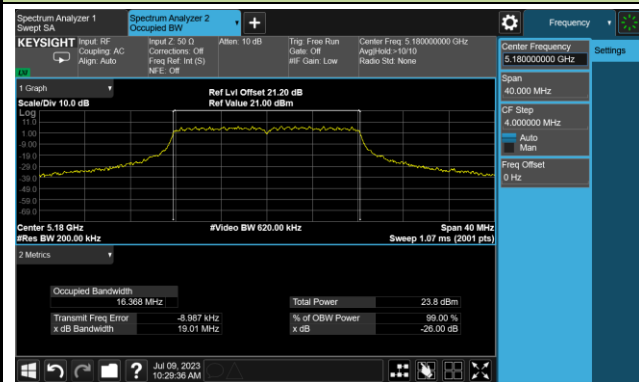 Spectrum Analyzer 1
Swept SA
Spectrum Analyzer 2
Occupied BW
Frequency
KEYSIGHT
Input: RF
Coupling: AC
Align: Auto
Input Z: 50 Ω
Corrections: Off
Freq Ref: Int (S)
NFE: Off
Atten: 10 dB
Trig: Free Run
Gate: Off
#IF Gain: Low
Center Freq: 5.180000000 GHz
Avg|Hold:>10/10
Radio Std: None
Center Frequency
5.180000000 GHz
Settings
Span
40.000 MHz
CF Step
4.000000 MHz
Auto
Man
Freq Offset
0 Hz
1 Graph
Scale/Div 10.0 dB
Ref Lvl Offset 21.20 dB
Ref Value 21.00 dBm
Log
11.0
1.00
-9.00
-19.0
-29.0
-39.0
-49.0
-59.0
-69.0
Center 5.18 GHz
#Res BW 200.00 kHz
#Video BW 620.00 kHz
Span 40 MHz
Sweep 1.07 ms (2001 pts)
2 Metrics
Occupied Bandwidth
16.368 MHz
Total Power 23.8 dBm
Transmit Freq Error -8.987 kHz
% of OBW Power 99.00 %
x dB Bandwidth 19.01 MHz
x dB -26.00 dB
Jul 09, 2023
10:29:36 AM